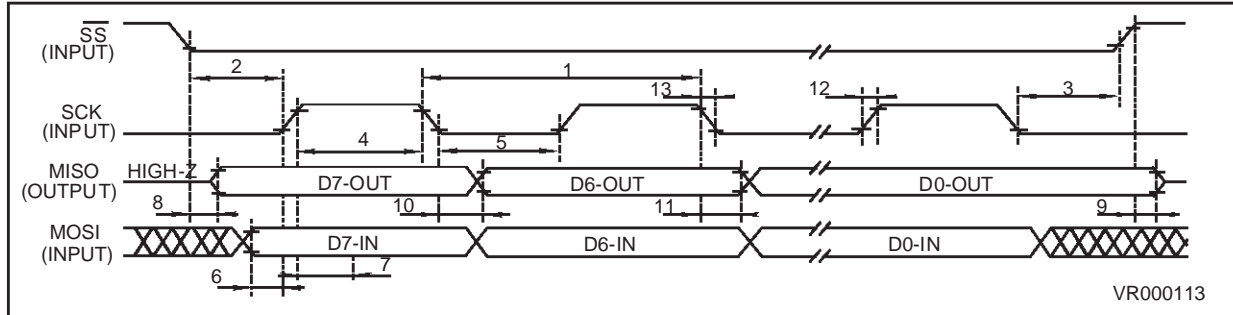 SS
(INPUT)
2
1
13
12
3
SCK
(INPUT)
4
5
MISO
(OUTPUT)
HIGH-Z
D7-OUT
D6-OUT
D0-OUT
8
10
11
9
MOSI
(INPUT)
D7-IN
D6-IN
D0-IN
6
7
VR000113